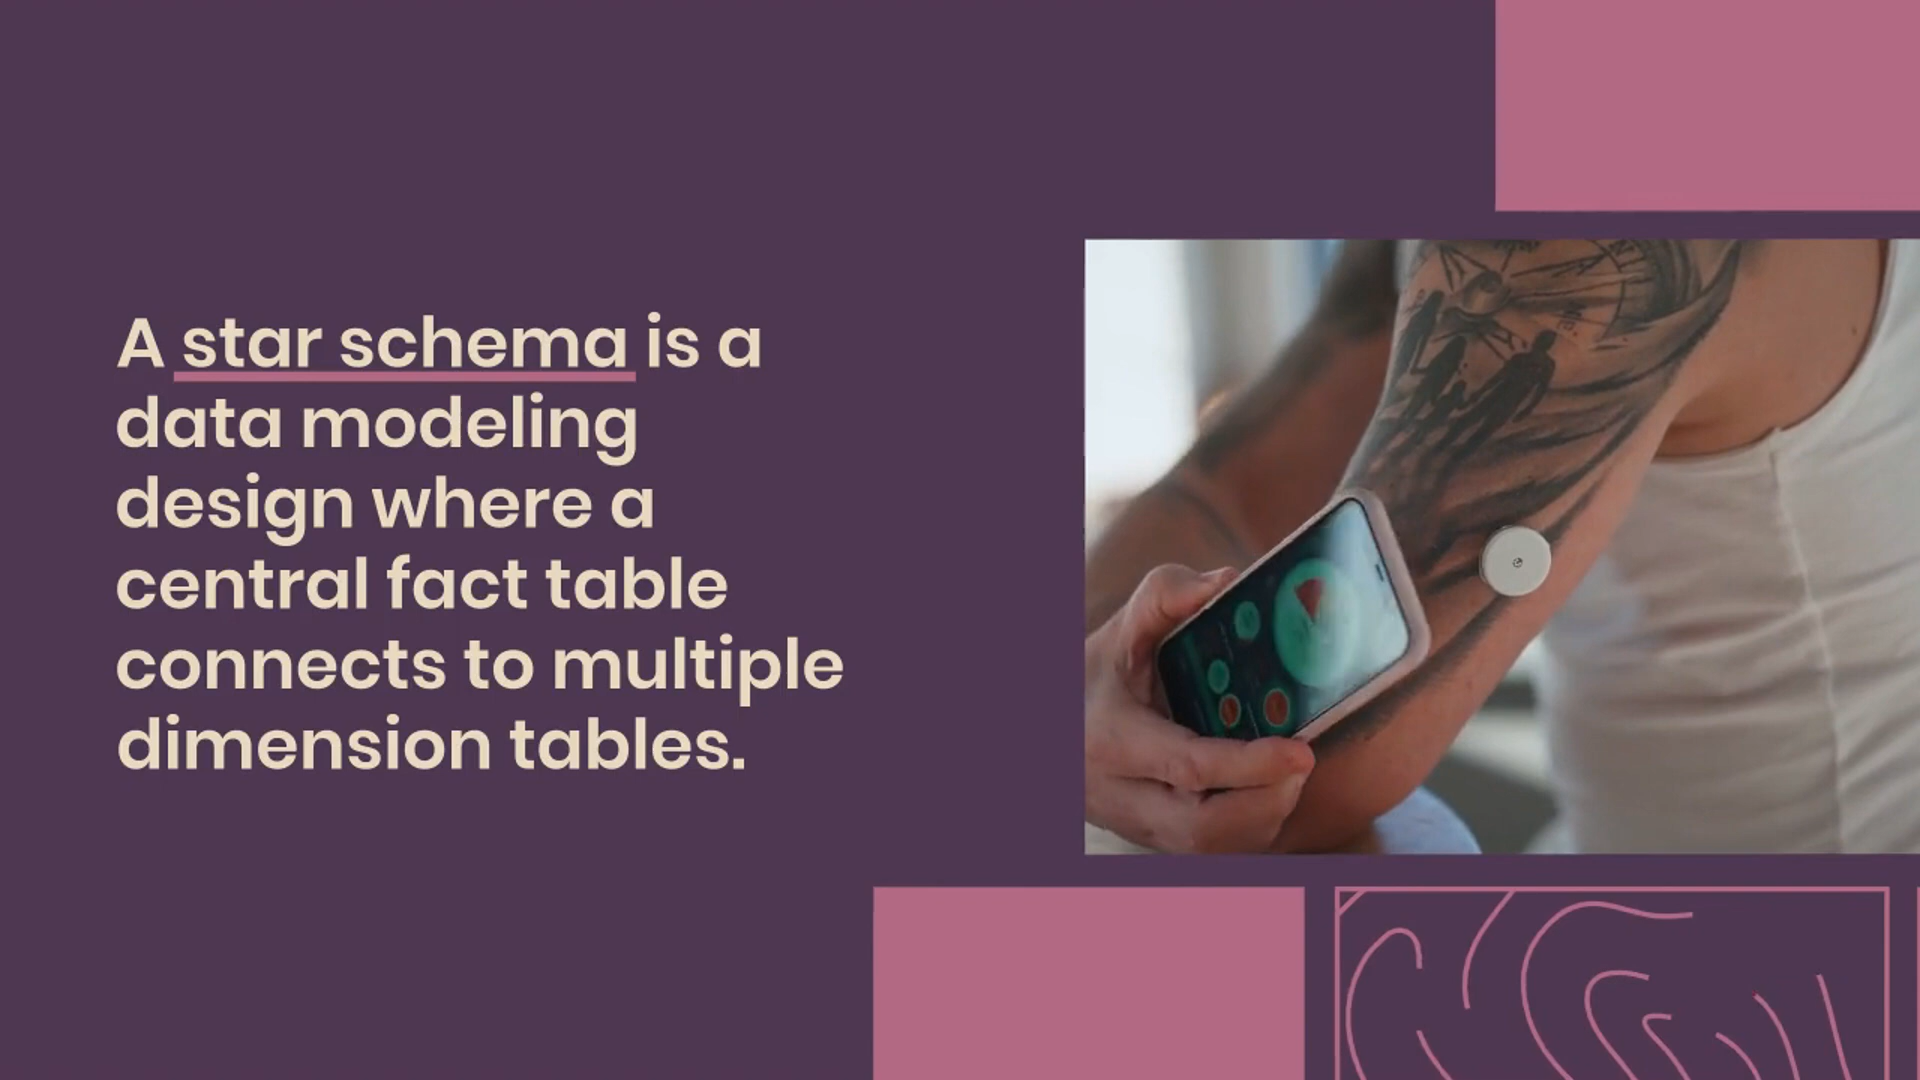 A star schema is a
data modeling
design where a
central fact table
connects to multiple
dimension tables.